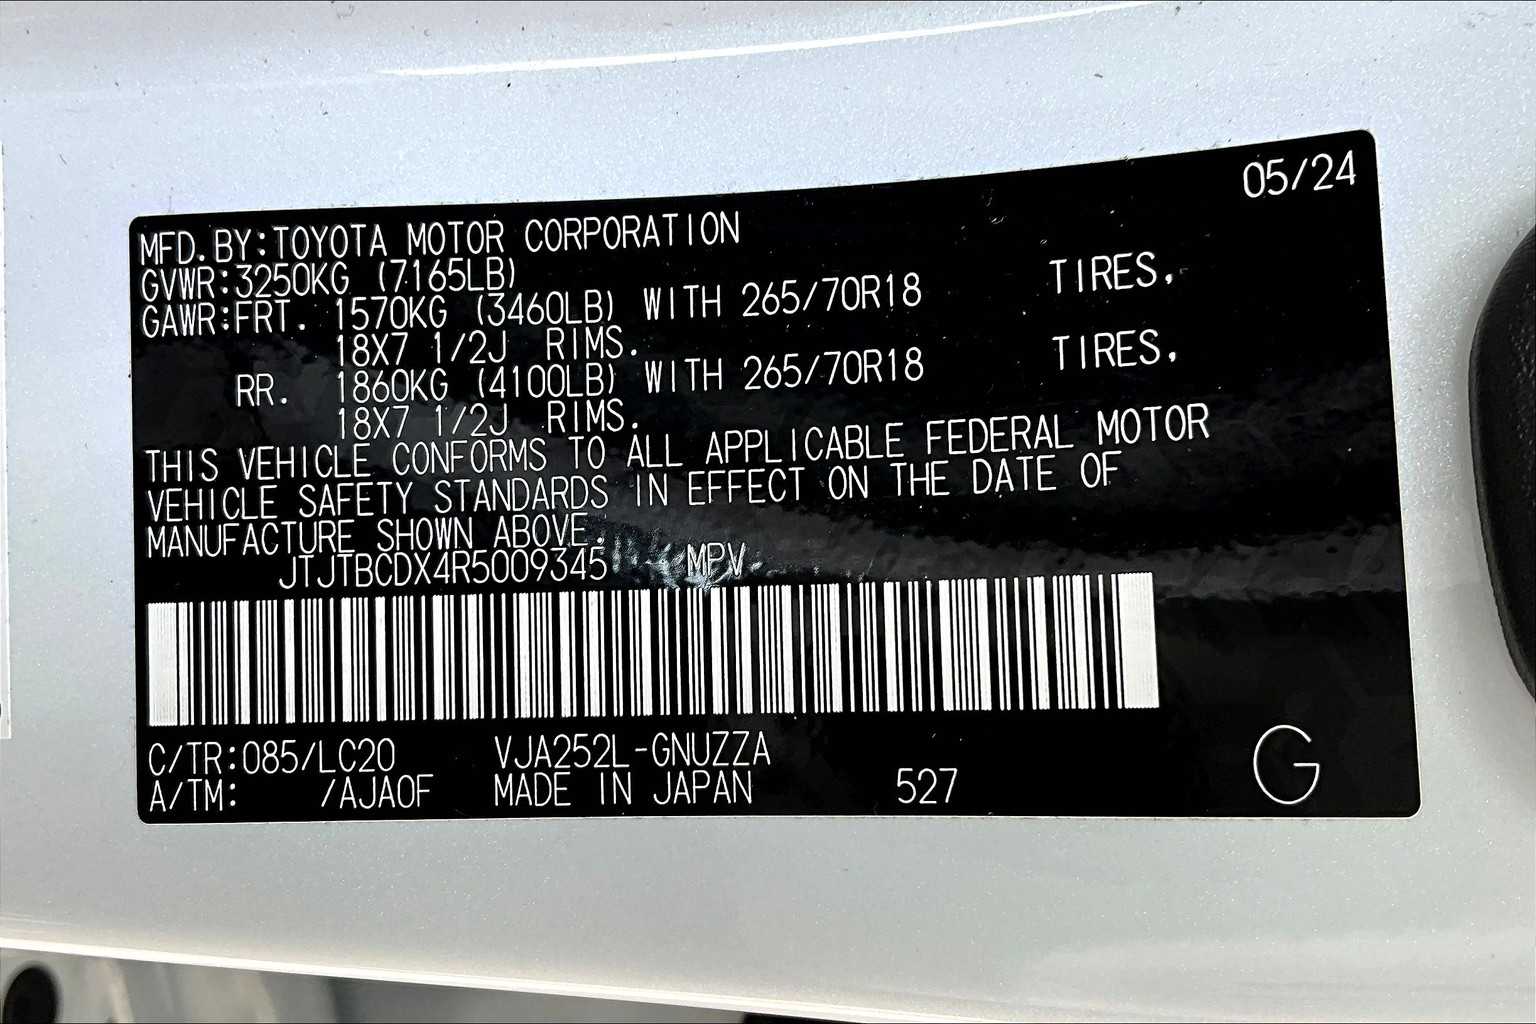 05/24
MFD.BY:TOYOTA MOTOR CORPORATION
GVWR:3250KG (7165LB)
GAWR:FRT. 1570KG (3460LB) WITH 265/70R18 TIRES,
18X7 1/2J RIMS.
RR. 1860KG (4100LB) WITH 265/70R18 TIRES,
18X7 1/2J RIMS.
THIS VEHICLE CONFORMS TO ALL APPLICABLE FEDERAL MOTOR
VEHICLE SAFETY STANDARDS IN EFFECT ON THE DATE OF
MANUFACTURE SHOWN ABOVE.
JTJTBCDX4R5009345 MPV
C/TR:085/LC20 VJA252L-GNUZZA
A/TM: /AJA0F MADE IN JAPAN 527
G